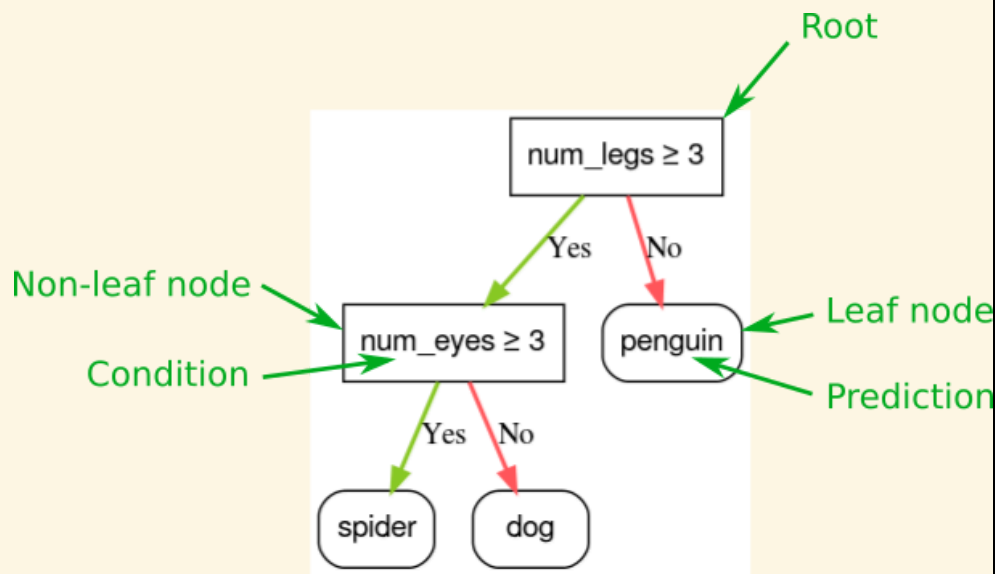 Root
num_legs ≥ 3
Yes
No
Non-leaf node
num_eyes ≥ 3
penguin
Leaf node
Condition
Prediction
Yes
No
spider
dog